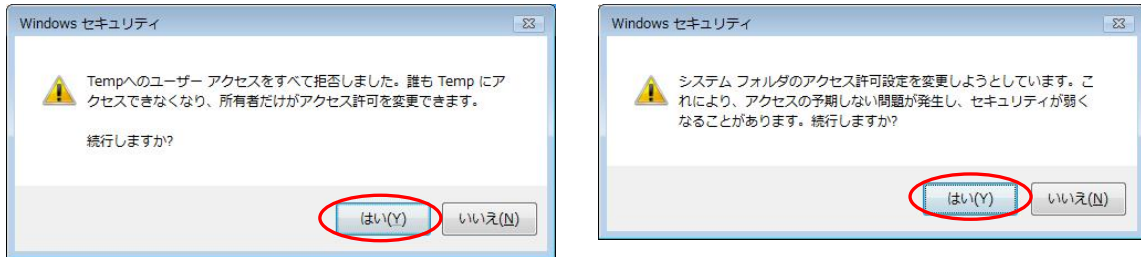 Windows セキュリティ
Tempへのユーザー アクセスをすべて拒否しました。誰も Temp にア
クセスできなくなり、所有者だけがアクセス許可を変更できます。
続行しますか?
はい(Y)
いいえ(N)
Windows セキュリティ
システム フォルダのアクセス許可設定を変更しようとしています。こ
れにより、アクセスの予期しない問題が発生し、セキュリティが弱く
なることがあります。続行しますか?
はい(Y)
いいえ(N)